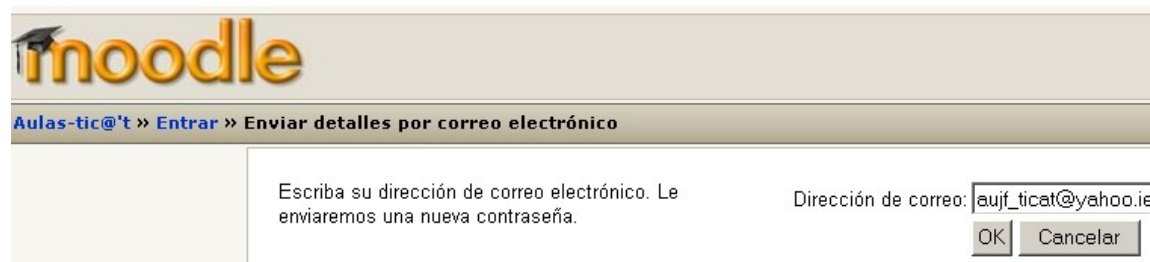 moodle
Aulas-tic@'t » Entrar » Enviar detalles por correo electrónico
Escriba su dirección de correo electrónico. Le
enviaremos una nueva contraseña.
Dirección de correo: aujf_ticat@yahoo.ie
OK Cancelar